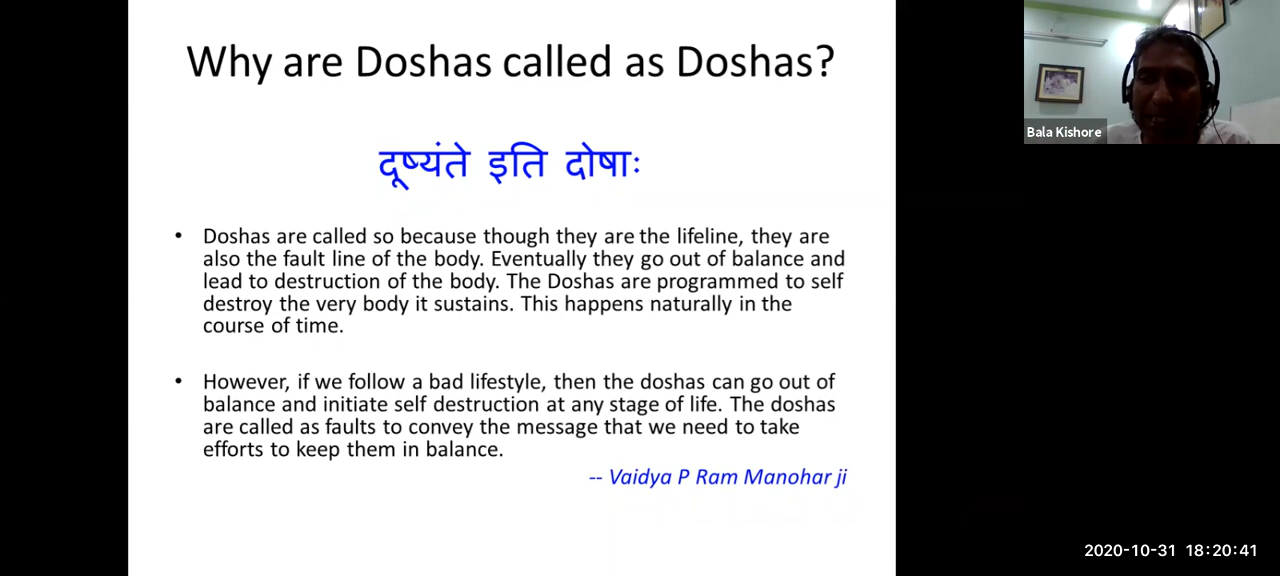 Why are Doshas called as Doshas?
दूष्यंते इति दोषाः
• Doshas are called so because though they are the lifeline, they are
also the fault line of the body. Eventually they go out of balance and
lead to destruction of the body. The Doshas are programmed to self
destroy the very body it sustains. This happens naturally in the
course of time.
• However, if we follow a bad lifestyle, then the doshas can go out of
balance and initiate self destruction at any stage of life. The doshas
are called as faults to convey the message that we need to take
efforts to keep them in balance.
-- Vaidya P Ram Manohar ji
Bala Kishore
2020-10-31 18:20:41